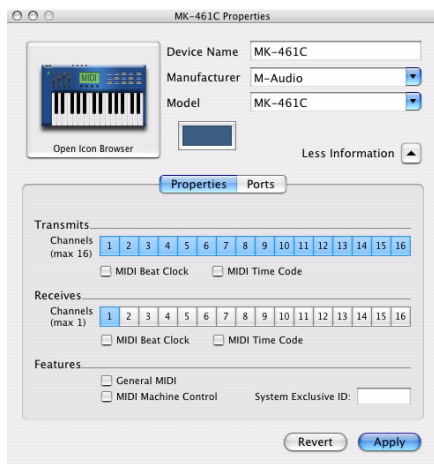 MK-461C Properties
Device Name MK-461C
Manufacturer M-Audio
Model MK-461C
MIDI
Open Icon Browser
Less Information
Properties Ports
Transmits
Channels (max 16) 1 2 3 4 5 6 7 8 9 10 11 12 13 14 15 16
MIDI Beat Clock MIDI Time Code
Receives
Channels (max 1) 1 2 3 4 5 6 7 8 9 10 11 12 13 14 15 16
MIDI Beat Clock MIDI Time Code
Features
General MIDI
MIDI Machine Control System Exclusive ID:
Revert Apply